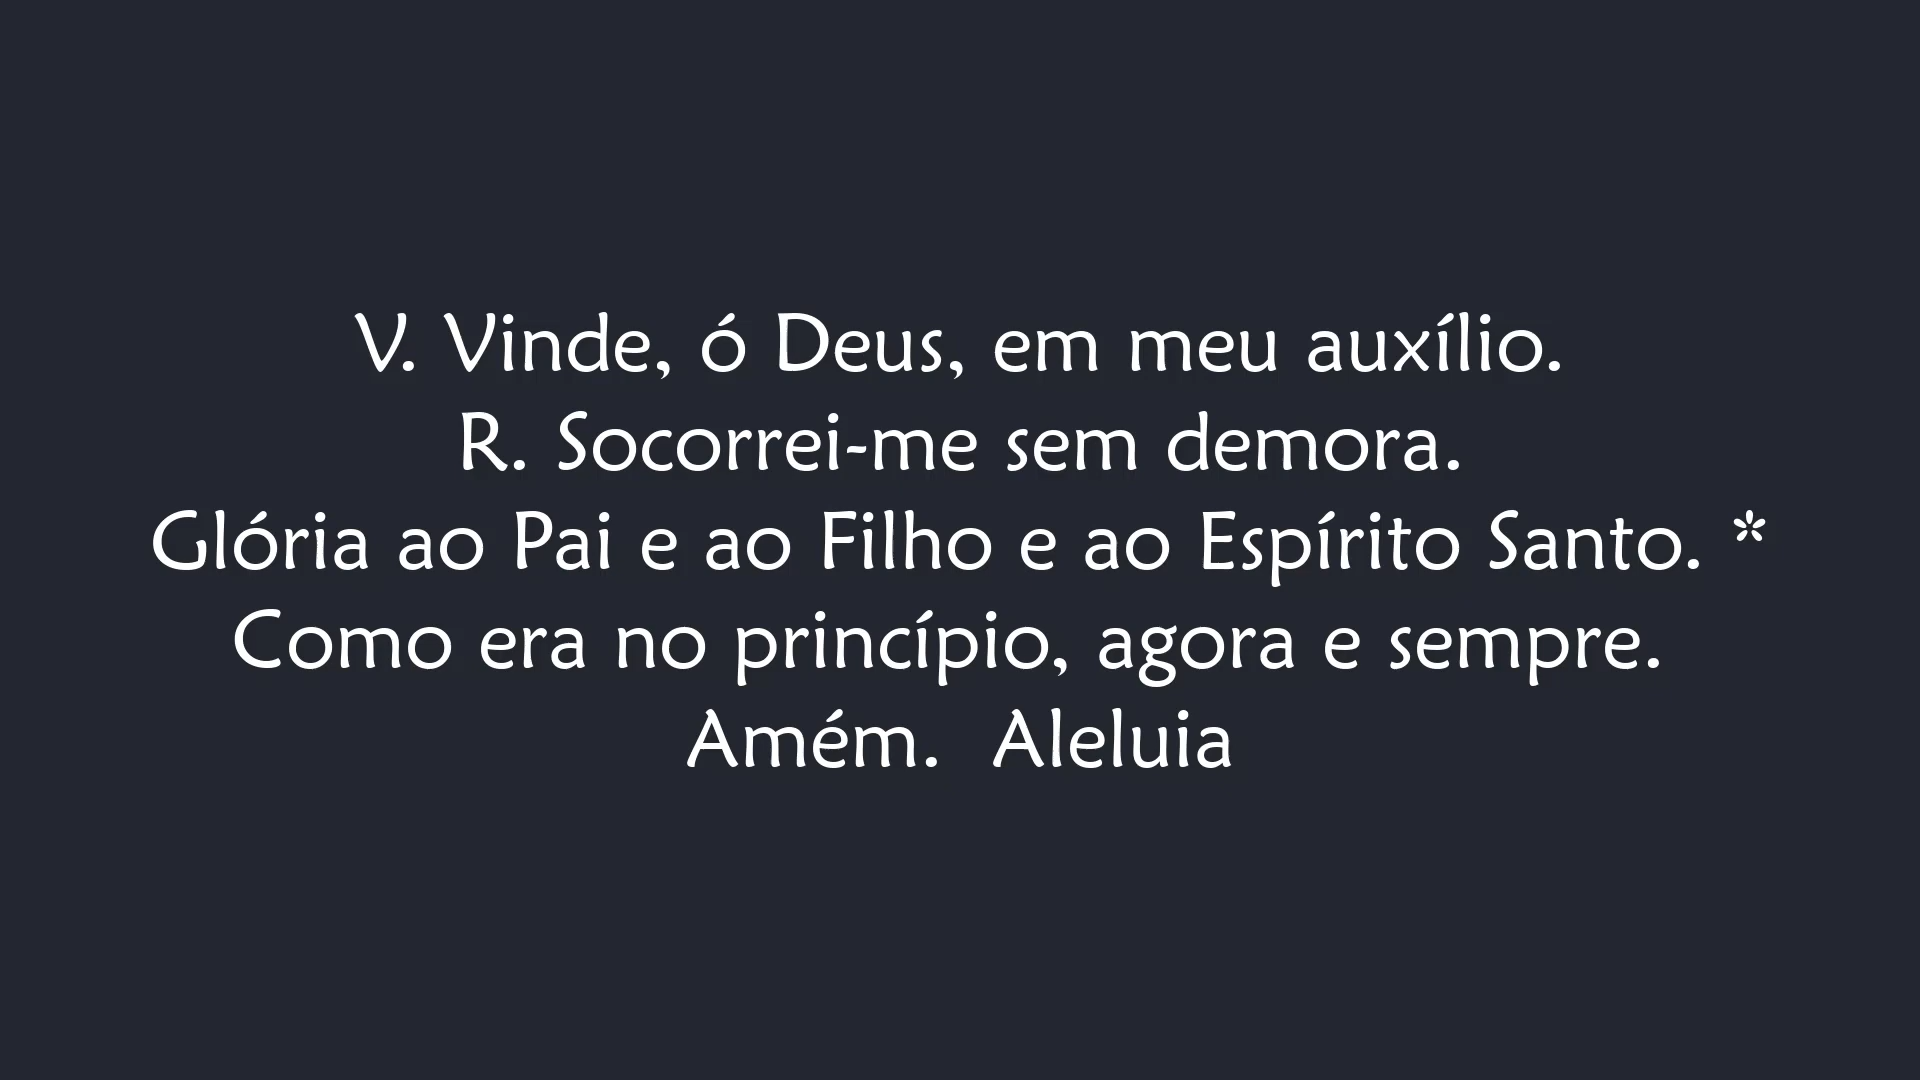 V. Vinde, ó Deus, em meu auxílio.
R. Socorrei-me sem demora.
Glória ao Pai e ao Filho e ao Espírito Santo. *
Como era no princípio, agora e sempre.
Amém.  Aleluia